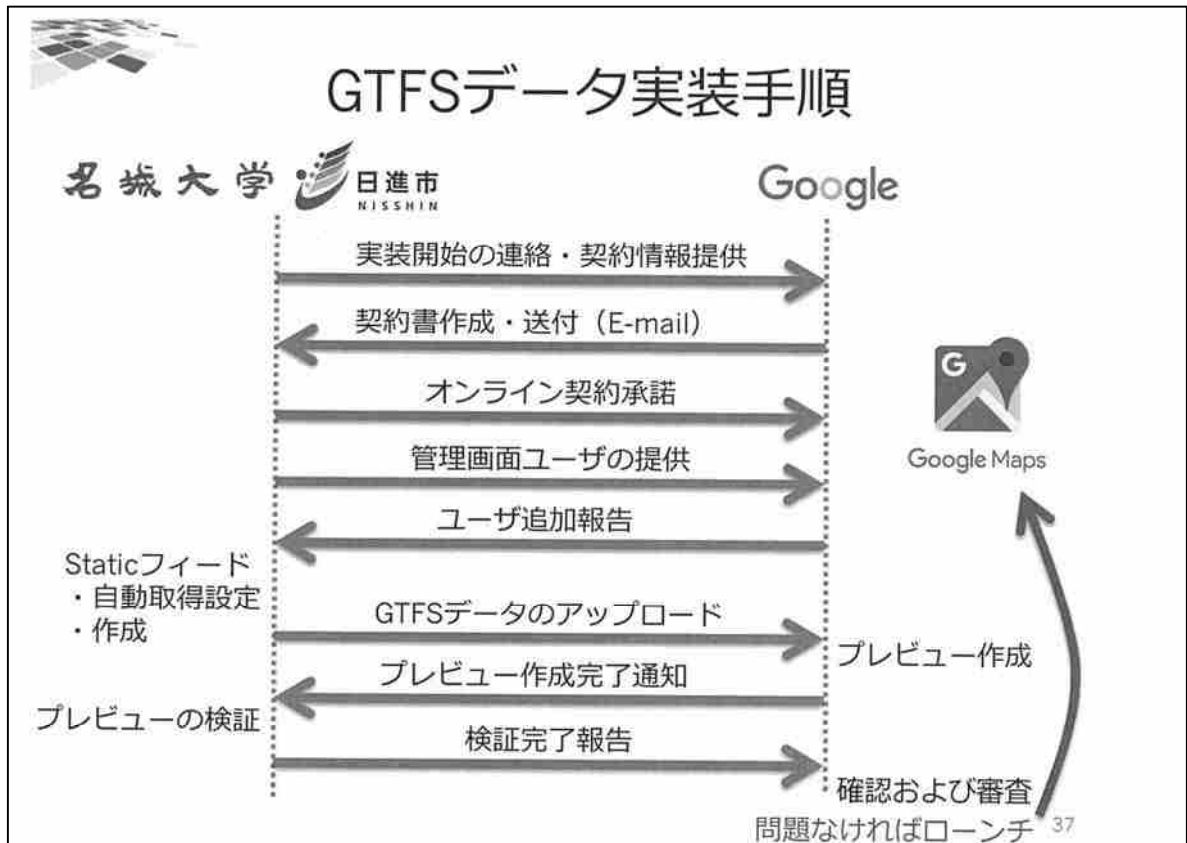 GTFSデータ実装手順
名城大学 日進市 Google
NISSHIN
実装開始の連絡・契約情報提供
契約書作成・送付（E-mail）
G
オンライン契約承諾
管理画面ユーザの提供
Google Maps
ユーザ追加報告
Staticフィード
・自動取得設定
・作成
GTFSデータのアップロード
プレビュー作成
プレビュー作成完了通知
プレビューの検証
検証完了報告
確認および審査
問題なければローンチ 37